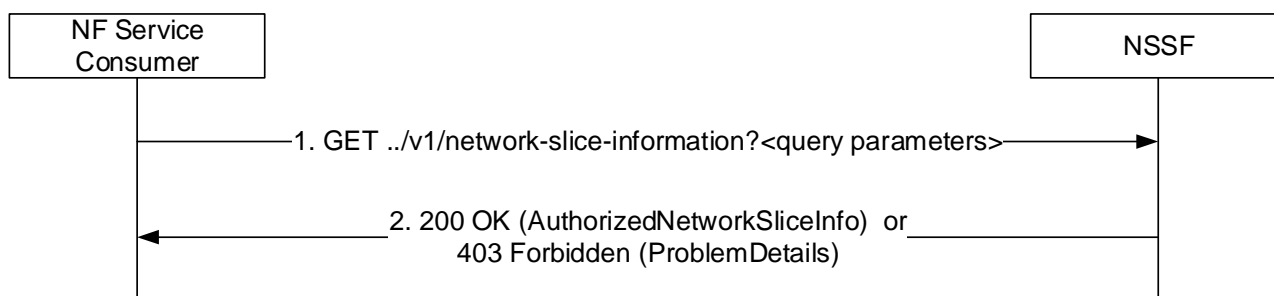 NF Service
Consumer
NSSF
1. GET ../v1/network-slice-information?<query parameters>
2. 200 OK (AuthorizedNetworkSliceInfo)  or
403 Forbidden (ProblemDetails)